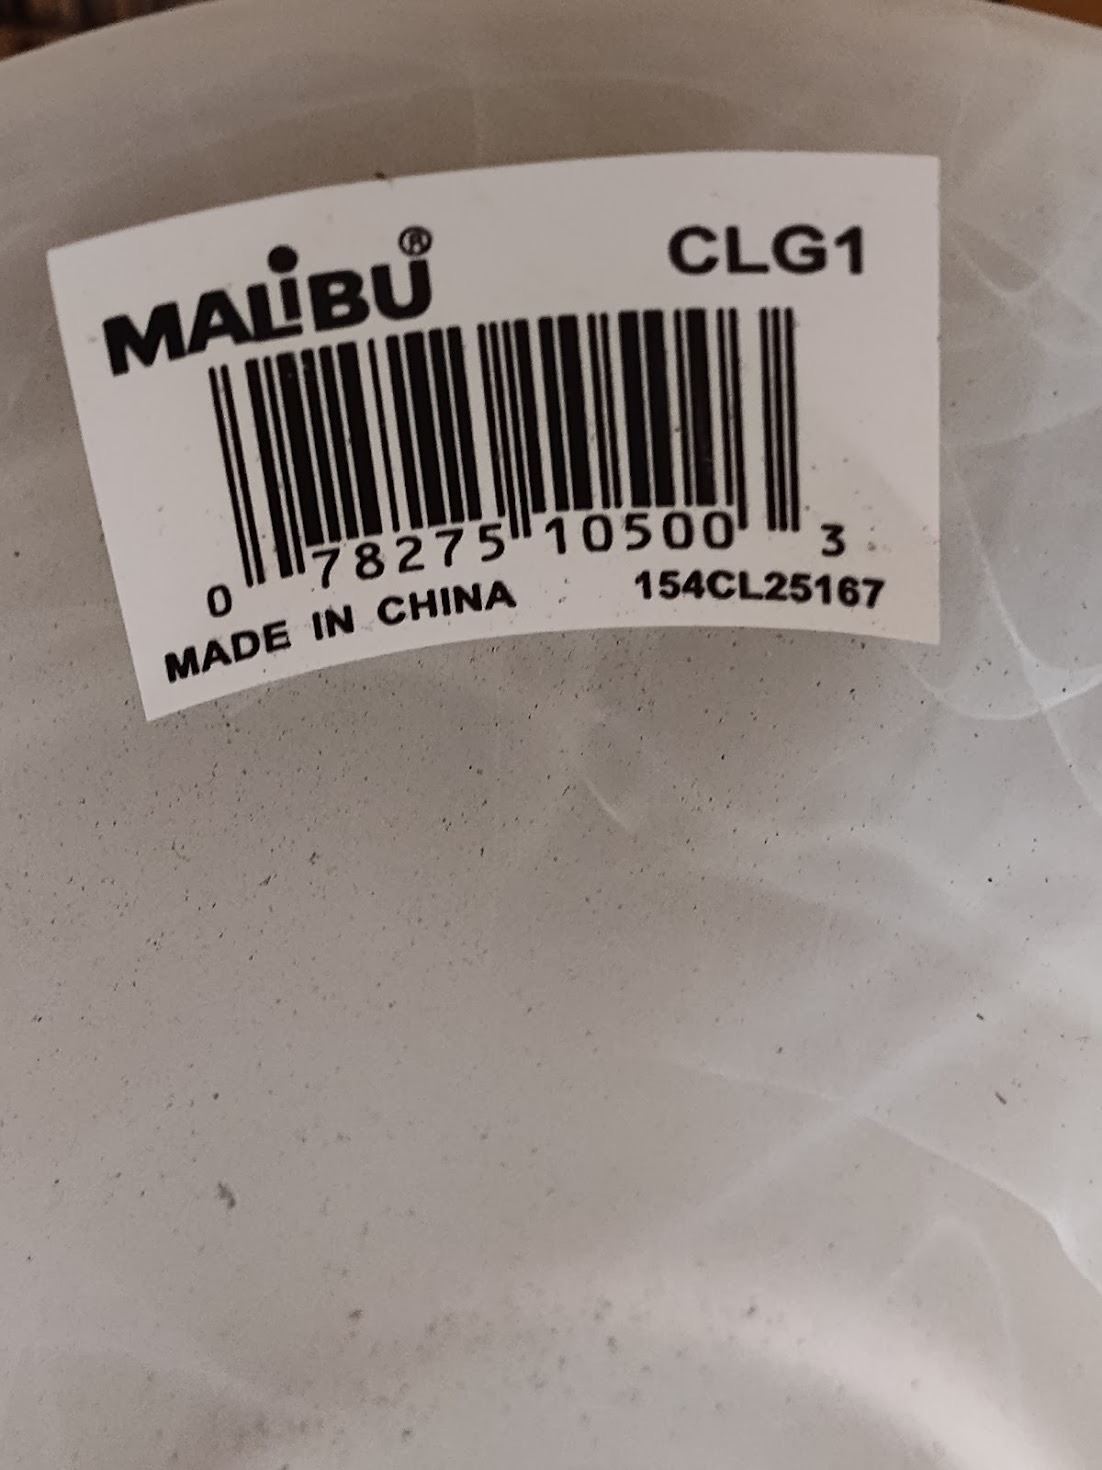 MALiBU® CLG1
0 78275 10500 3
MADE IN CHINA 154CL25167